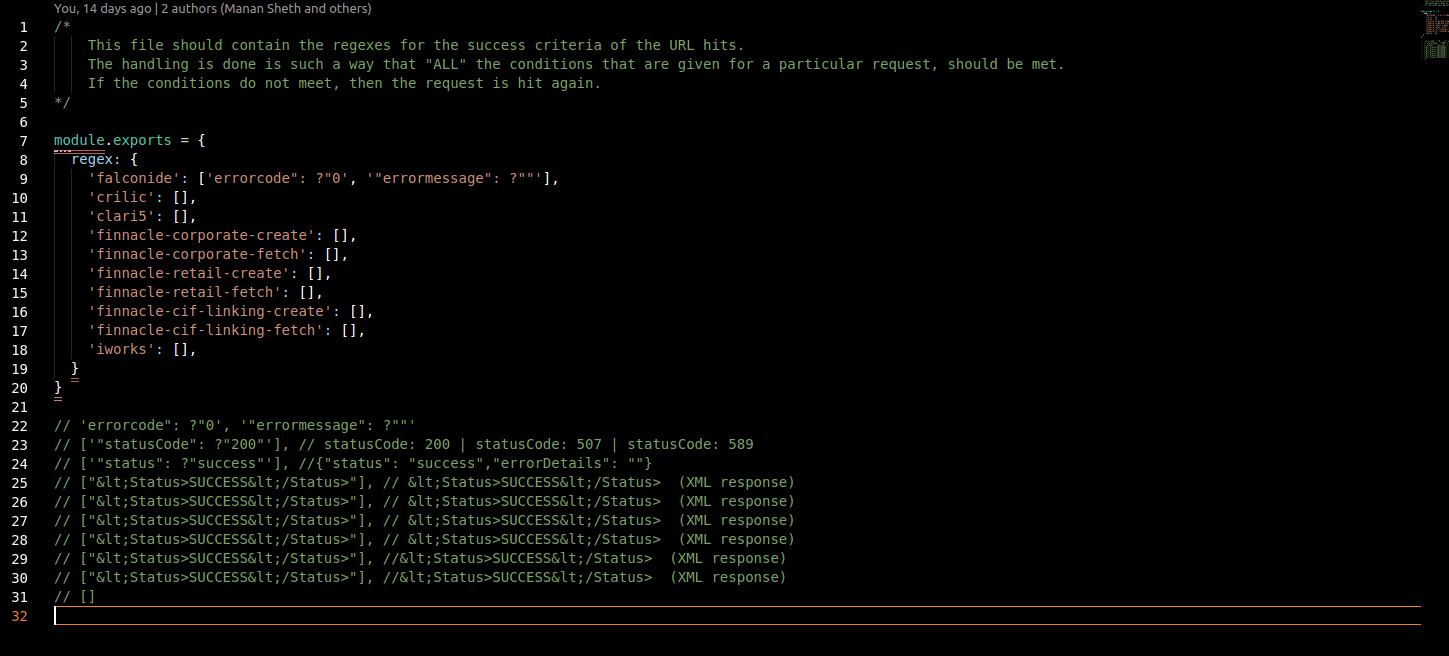 You, 14 days ago | 2 authors (Manan Sheth and others)
1 /*
2     This file should contain the regexes for the success criteria of the URL hits.
3     The handling is done is such a way that "ALL" the conditions that are given for a particular request, should be met.
4     If the conditions do not meet, then the request is hit again.
5 */
6
7 module.exports = {
8   regex: {
9     'falconide': ['errorcode": ?"0', '"errormessage": ?""'],
10     'crilic': [],
11     'clari5': [],
12     'finnacle-corporate-create': [],
13     'finnacle-corporate-fetch': [],
14     'finnacle-retail-create': [],
15     'finnacle-retail-fetch': [],
16     'finnacle-cif-linking-create': [],
17     'finnacle-cif-linking-fetch': [],
18     'iworks': [],
19   }
20 }
21
22 // 'errorcode": ?"0', '"errormessage": ?""'
23 // ['"statusCode": ?"200"'], // statusCode: 200 | statusCode: 507 | statusCode: 589
24 // ['"status": ?"success"'], //{"status": "success","errorDetails": ""}
25 // ["&lt;Status>SUCCESS&lt;/Status>"], // &lt;Status>SUCCESS&lt;/Status>  (XML response)
26 // ["&lt;Status>SUCCESS&lt;/Status>"], // &lt;Status>SUCCESS&lt;/Status>  (XML response)
27 // ["&lt;Status>SUCCESS&lt;/Status>"], // &lt;Status>SUCCESS&lt;/Status>  (XML response)
28 // ["&lt;Status>SUCCESS&lt;/Status>"], // &lt;Status>SUCCESS&lt;/Status>  (XML response)
29 // ["&lt;Status>SUCCESS&lt;/Status>"], //&lt;Status>SUCCESS&lt;/Status>  (XML response)
30 // ["&lt;Status>SUCCESS&lt;/Status>"], //&lt;Status>SUCCESS&lt;/Status>  (XML response)
31 // []
32